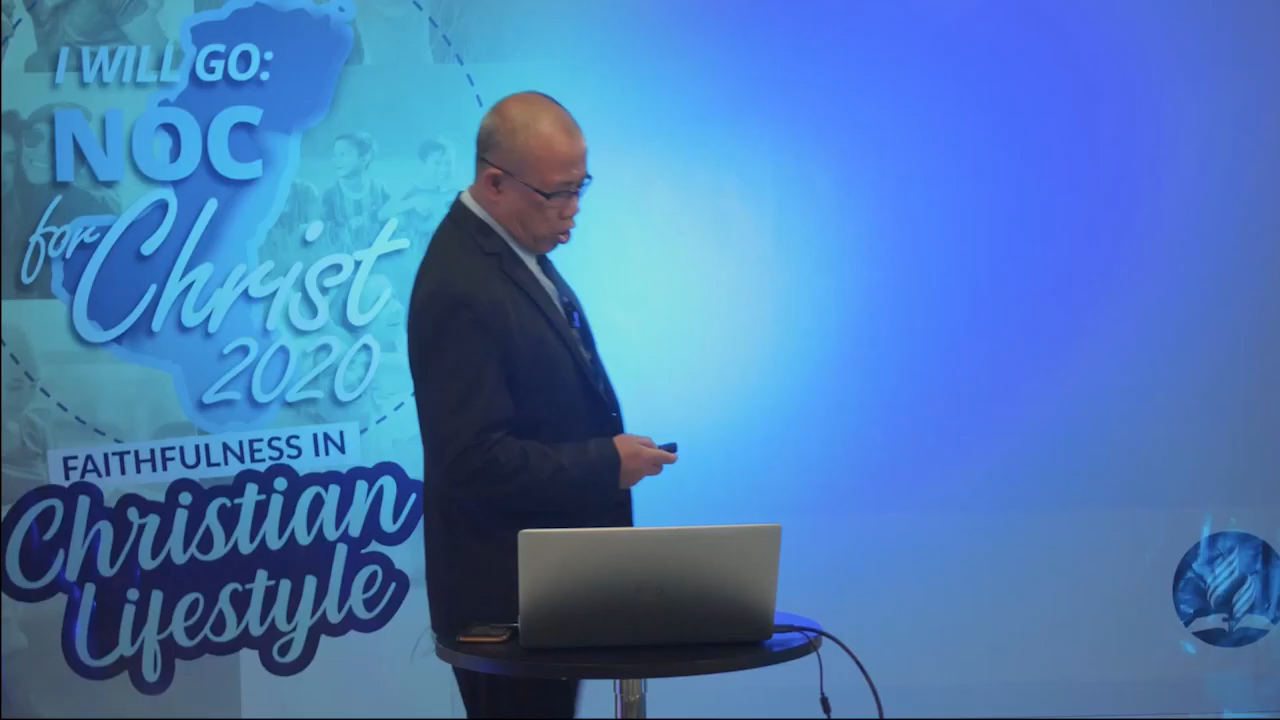 I WILL GO:
NOC
for Christ
2020
FAITHFULNESS IN
Christian
Lifestyle